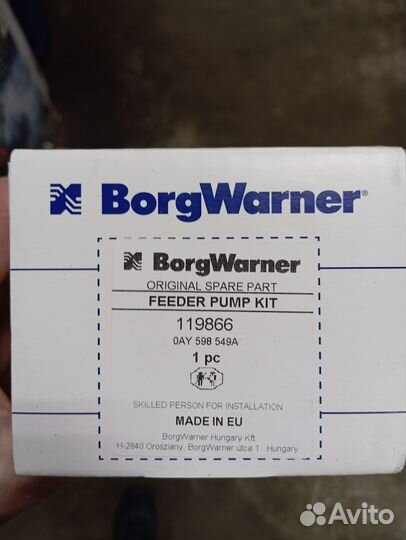 BorgWarner®
BorgWarner
ORIGINAL SPARE PART
FEEDER PUMP KIT
119866
0AY 598 549A
1 pc
SKILLED PERSON FOR INSTALLATION
MADE IN EU
BorgWarner Hungary Kft
H-2840 Oroszlany, BorgWarner utca 1 Hungary
Avito